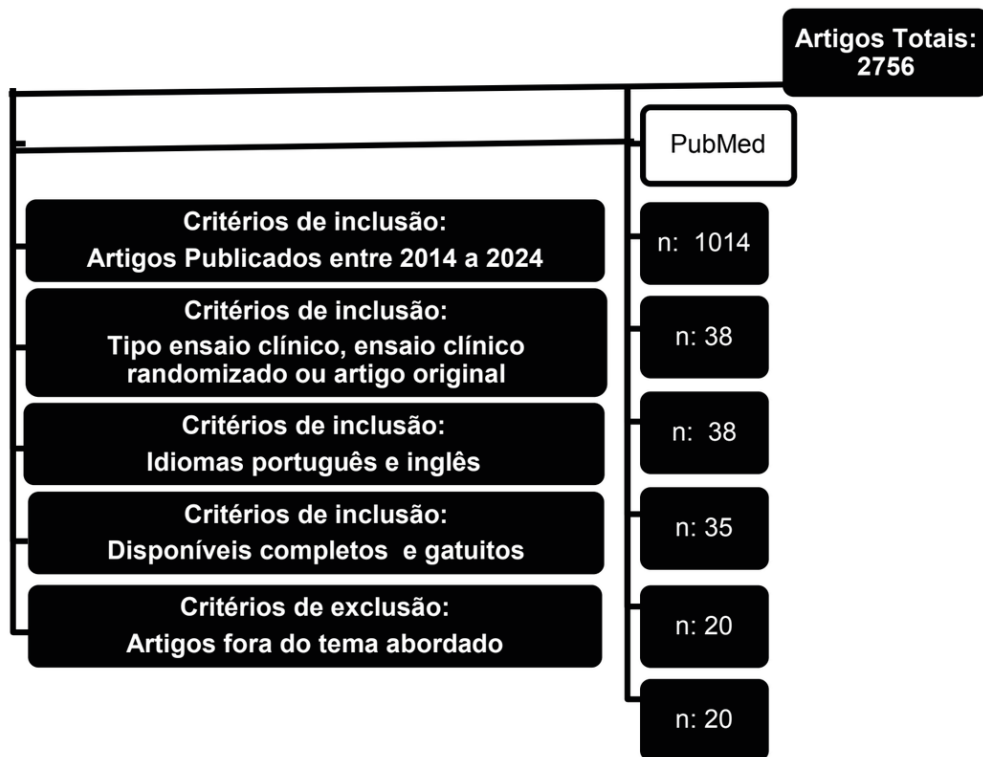 Artigos Totais:
2756
PubMed
Critérios de inclusão:
Artigos Publicados entre 2014 a 2024
n: 1014
Critérios de inclusão:
Tipo ensaio clínico, ensaio clínico
randomizado ou artigo original
n: 38
Critérios de inclusão:
Idiomas português e inglês
n: 38
Critérios de inclusão:
Disponíveis completos e gatuitos
n: 35
Critérios de exclusão:
Artigos fora do tema abordado
n: 20
n: 20